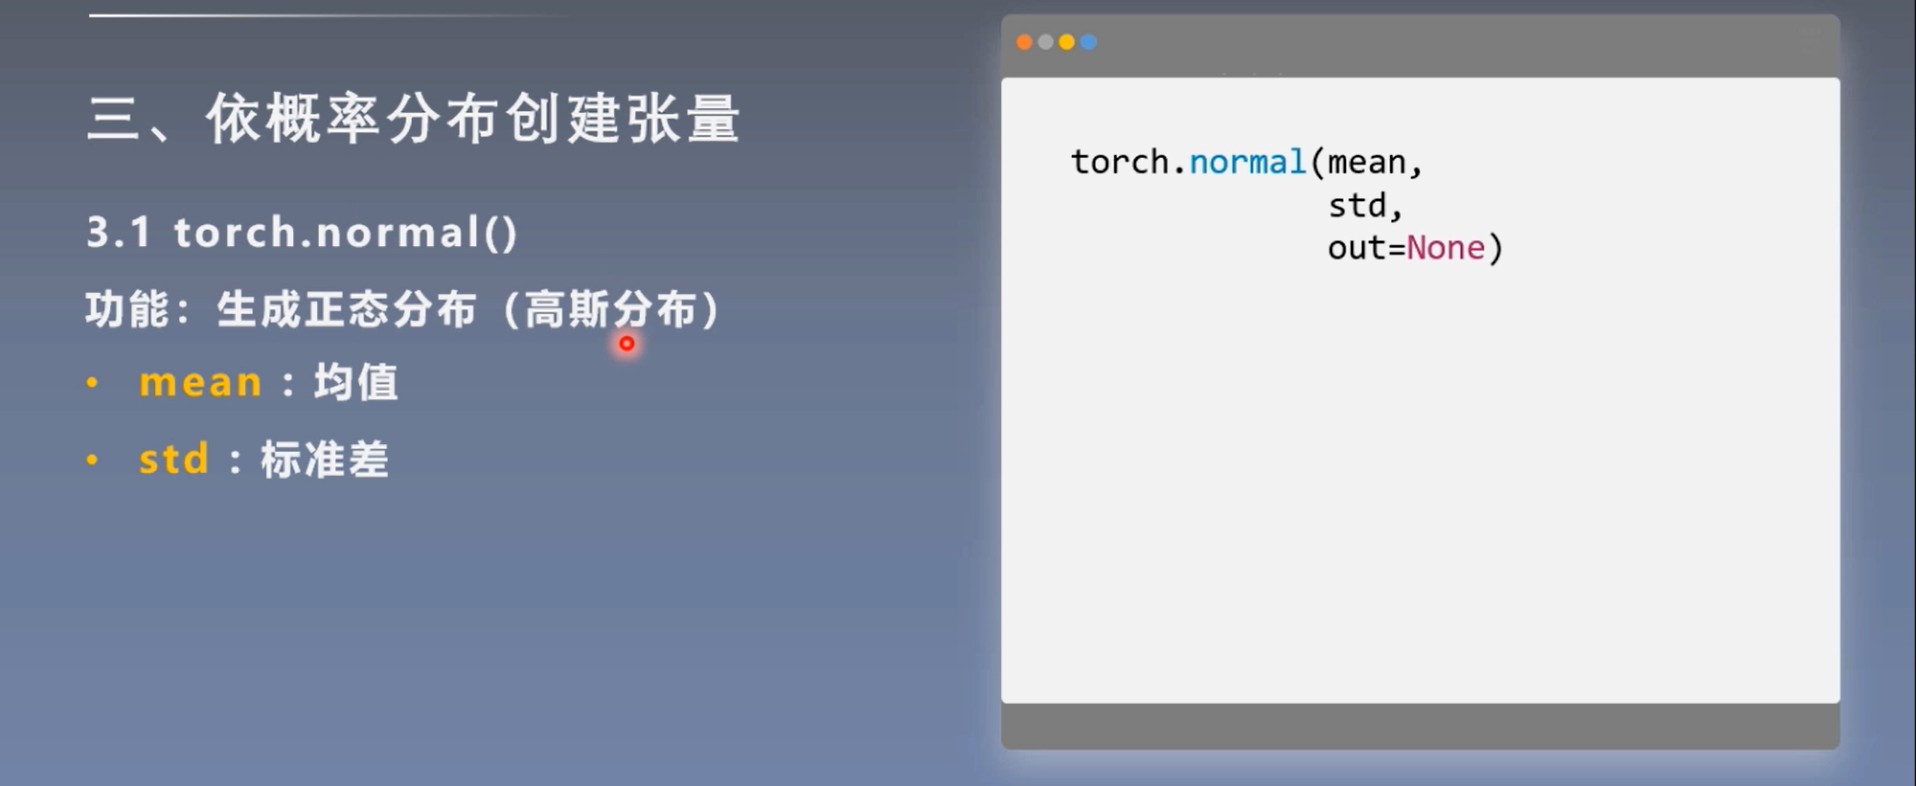 三、依概率分布创建张量
3.1 torch.normal()
功能：生成正态分布（高斯分布）
• mean：均值
• std：标准差
torch.normal(mean,
std,
out=None)